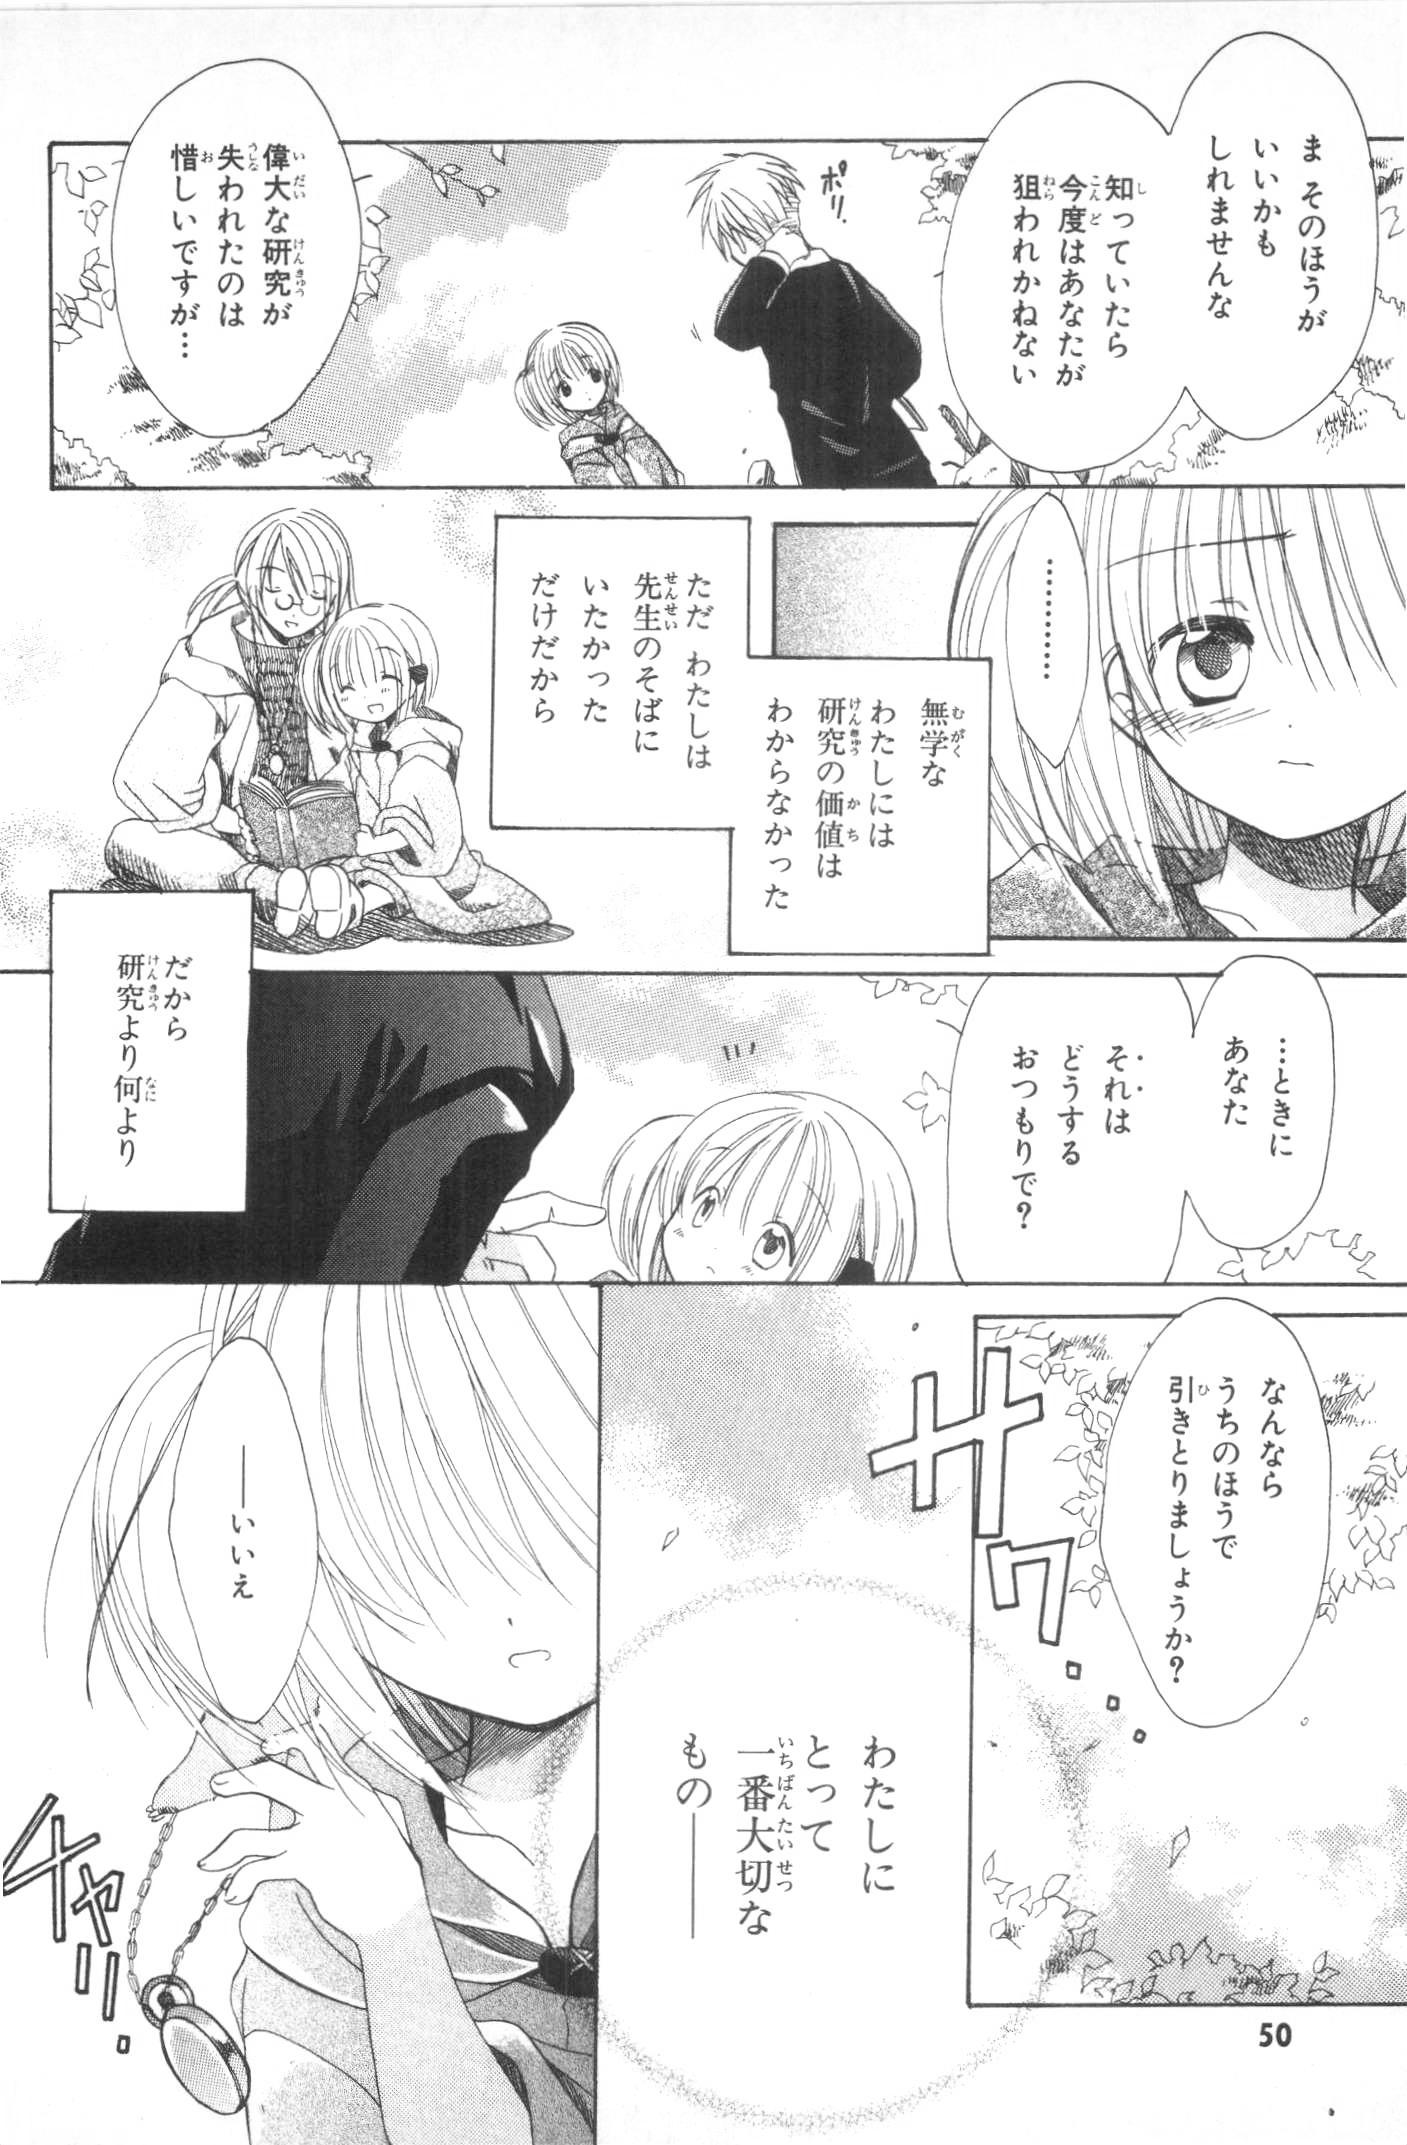 ま そのほうが
いいかも
しれませんな
知っていたら
今度はあなたが
狙われかねない
ポリ
偉大な研究が
失われたのは
惜しいですが…
…………
無学な
わたしには
研究の価値は
わからなかった
ただ わたしは
先生のそばに
いたかった
だけだから
…ときに
あなた
それは
どうする
おつもりで？
だから
研究より何より
なんなら
うちのほうで
引きとりましょうか？
サワ…
わたしに
とって
一番大切な
もの――
―いいえ
チャリ…
50